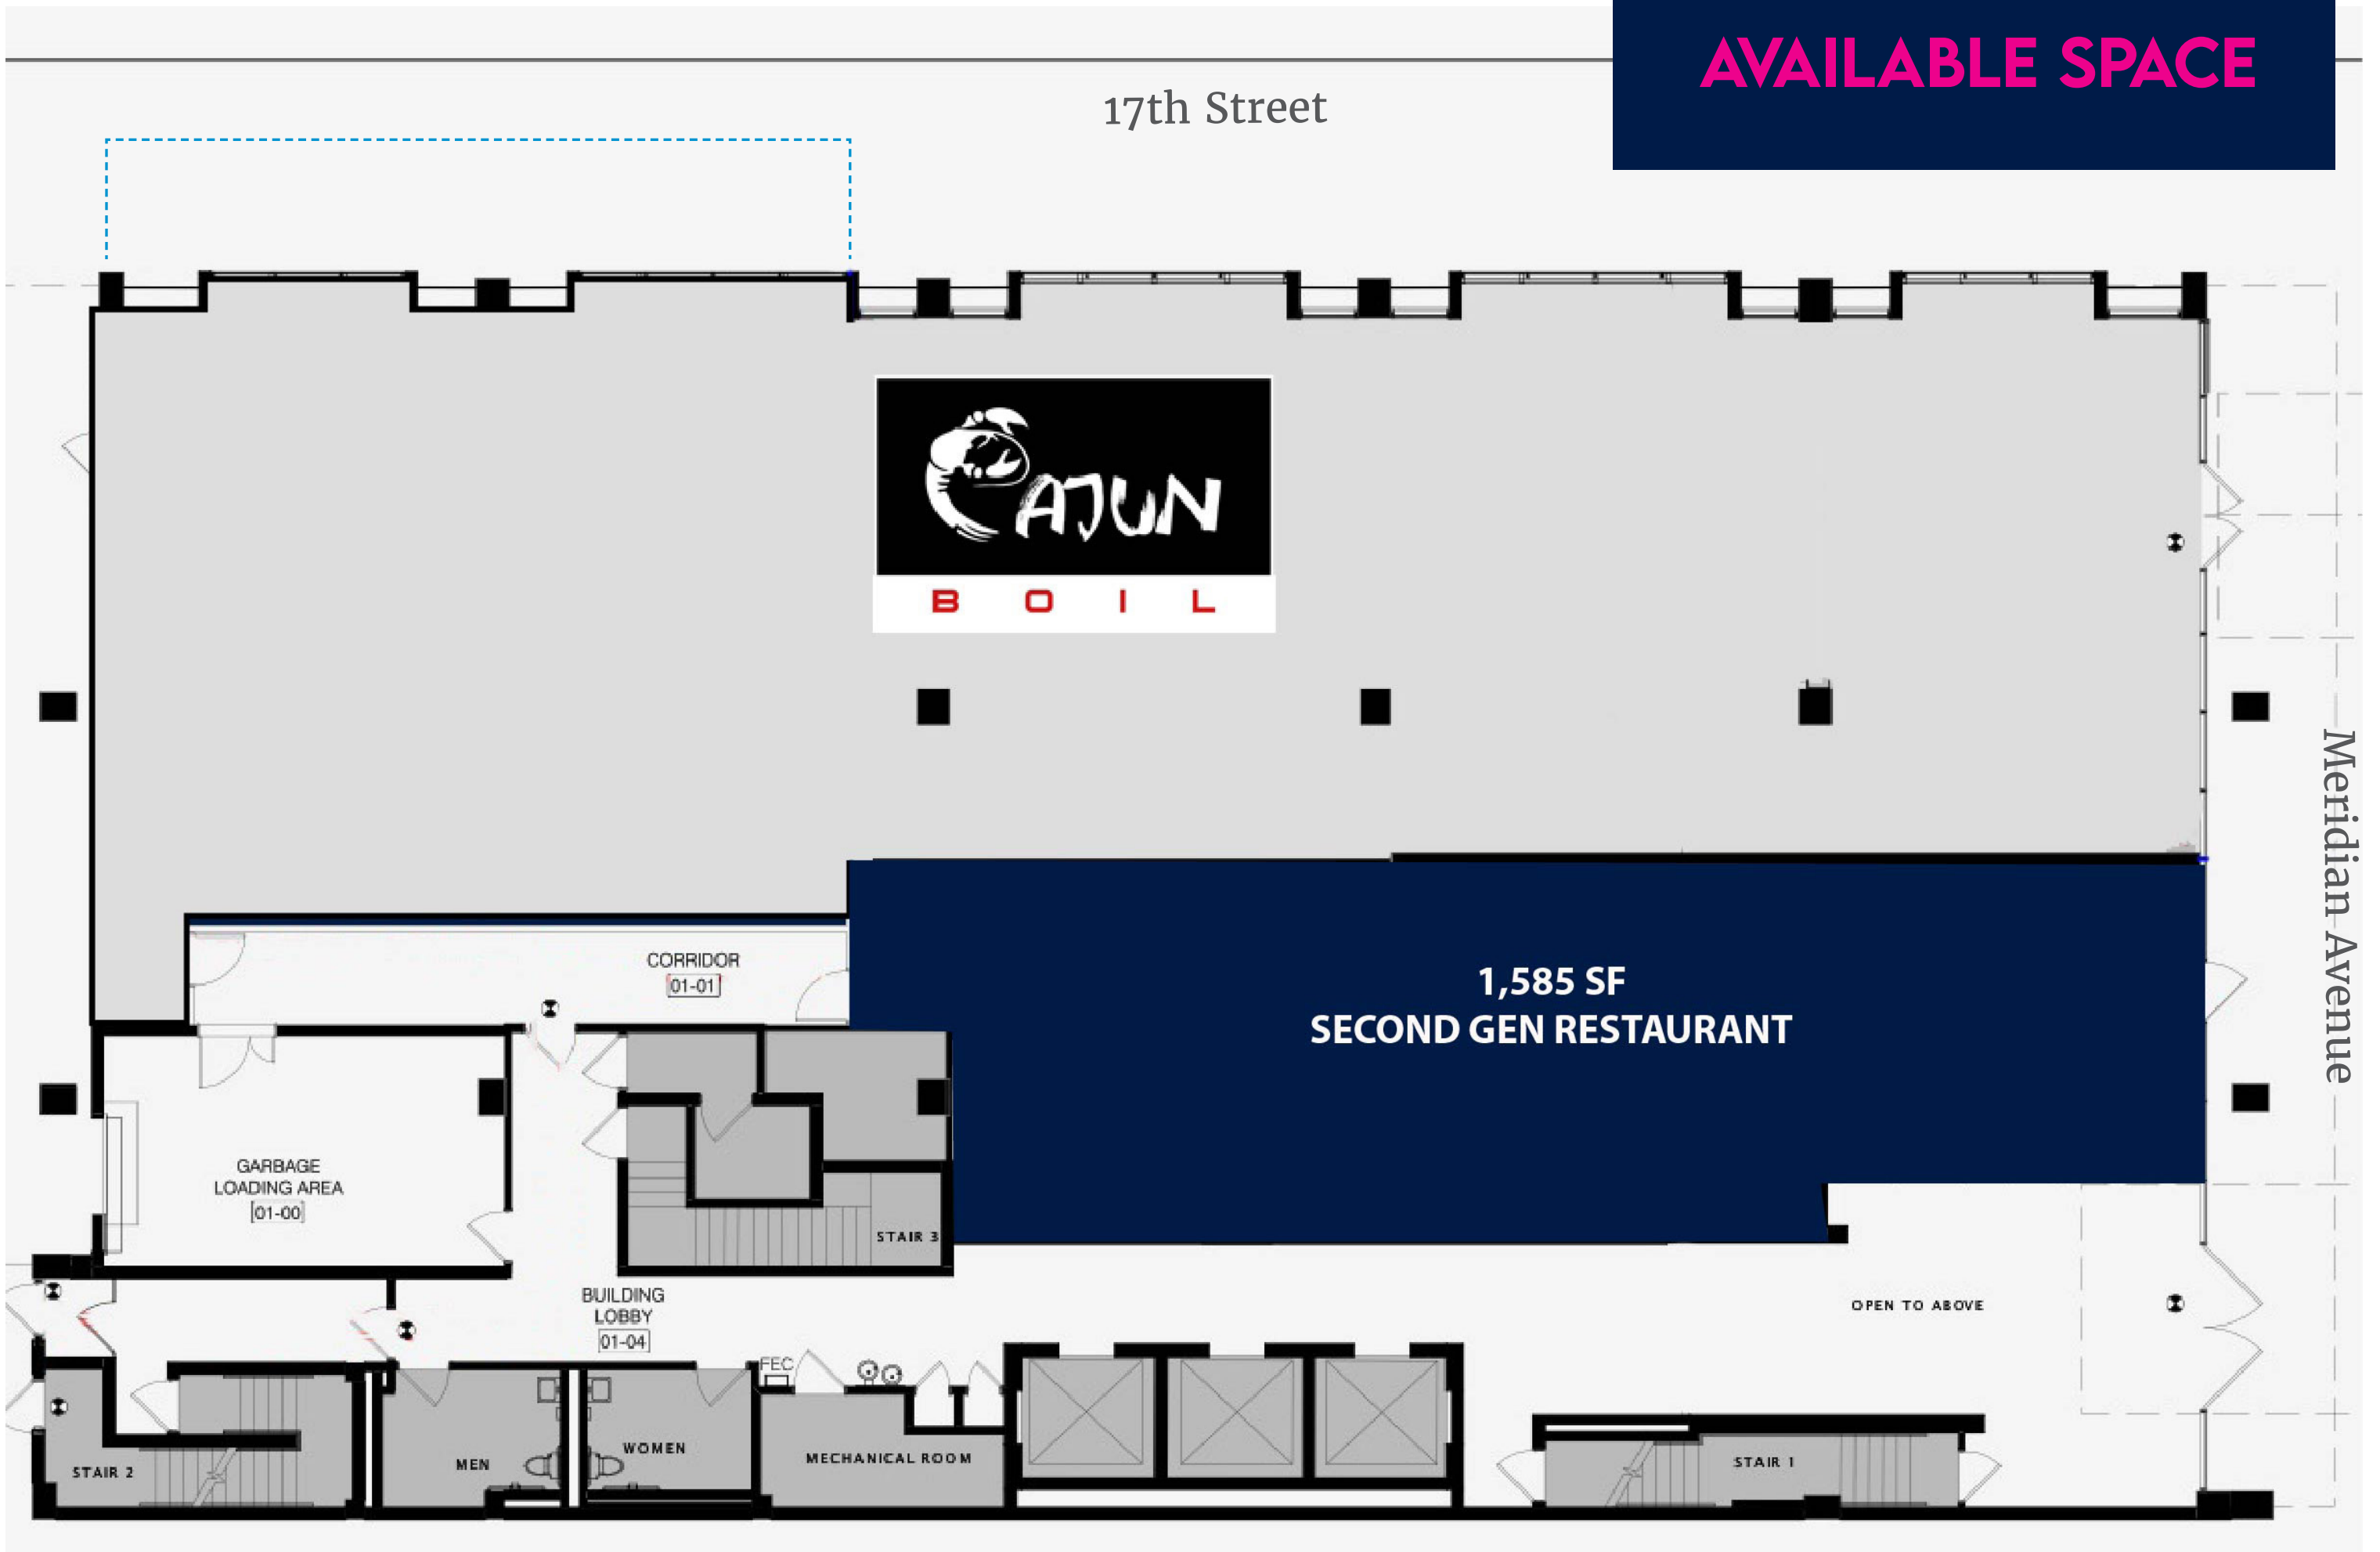 AVAILABLE SPACE
17th Street
CAJUN
BOIL
Meridian Avenue
CORRIDOR
01-01
1,585 SF
SECOND GEN RESTAURANT
GARBAGE
LOADING AREA
01-00
STAIR 3
BUILDING
LOBBY
01-04
OPEN TO ABOVE
FEC
STAIR 2
MEN
WOMEN
MECHANICAL ROOM
STAIR 1